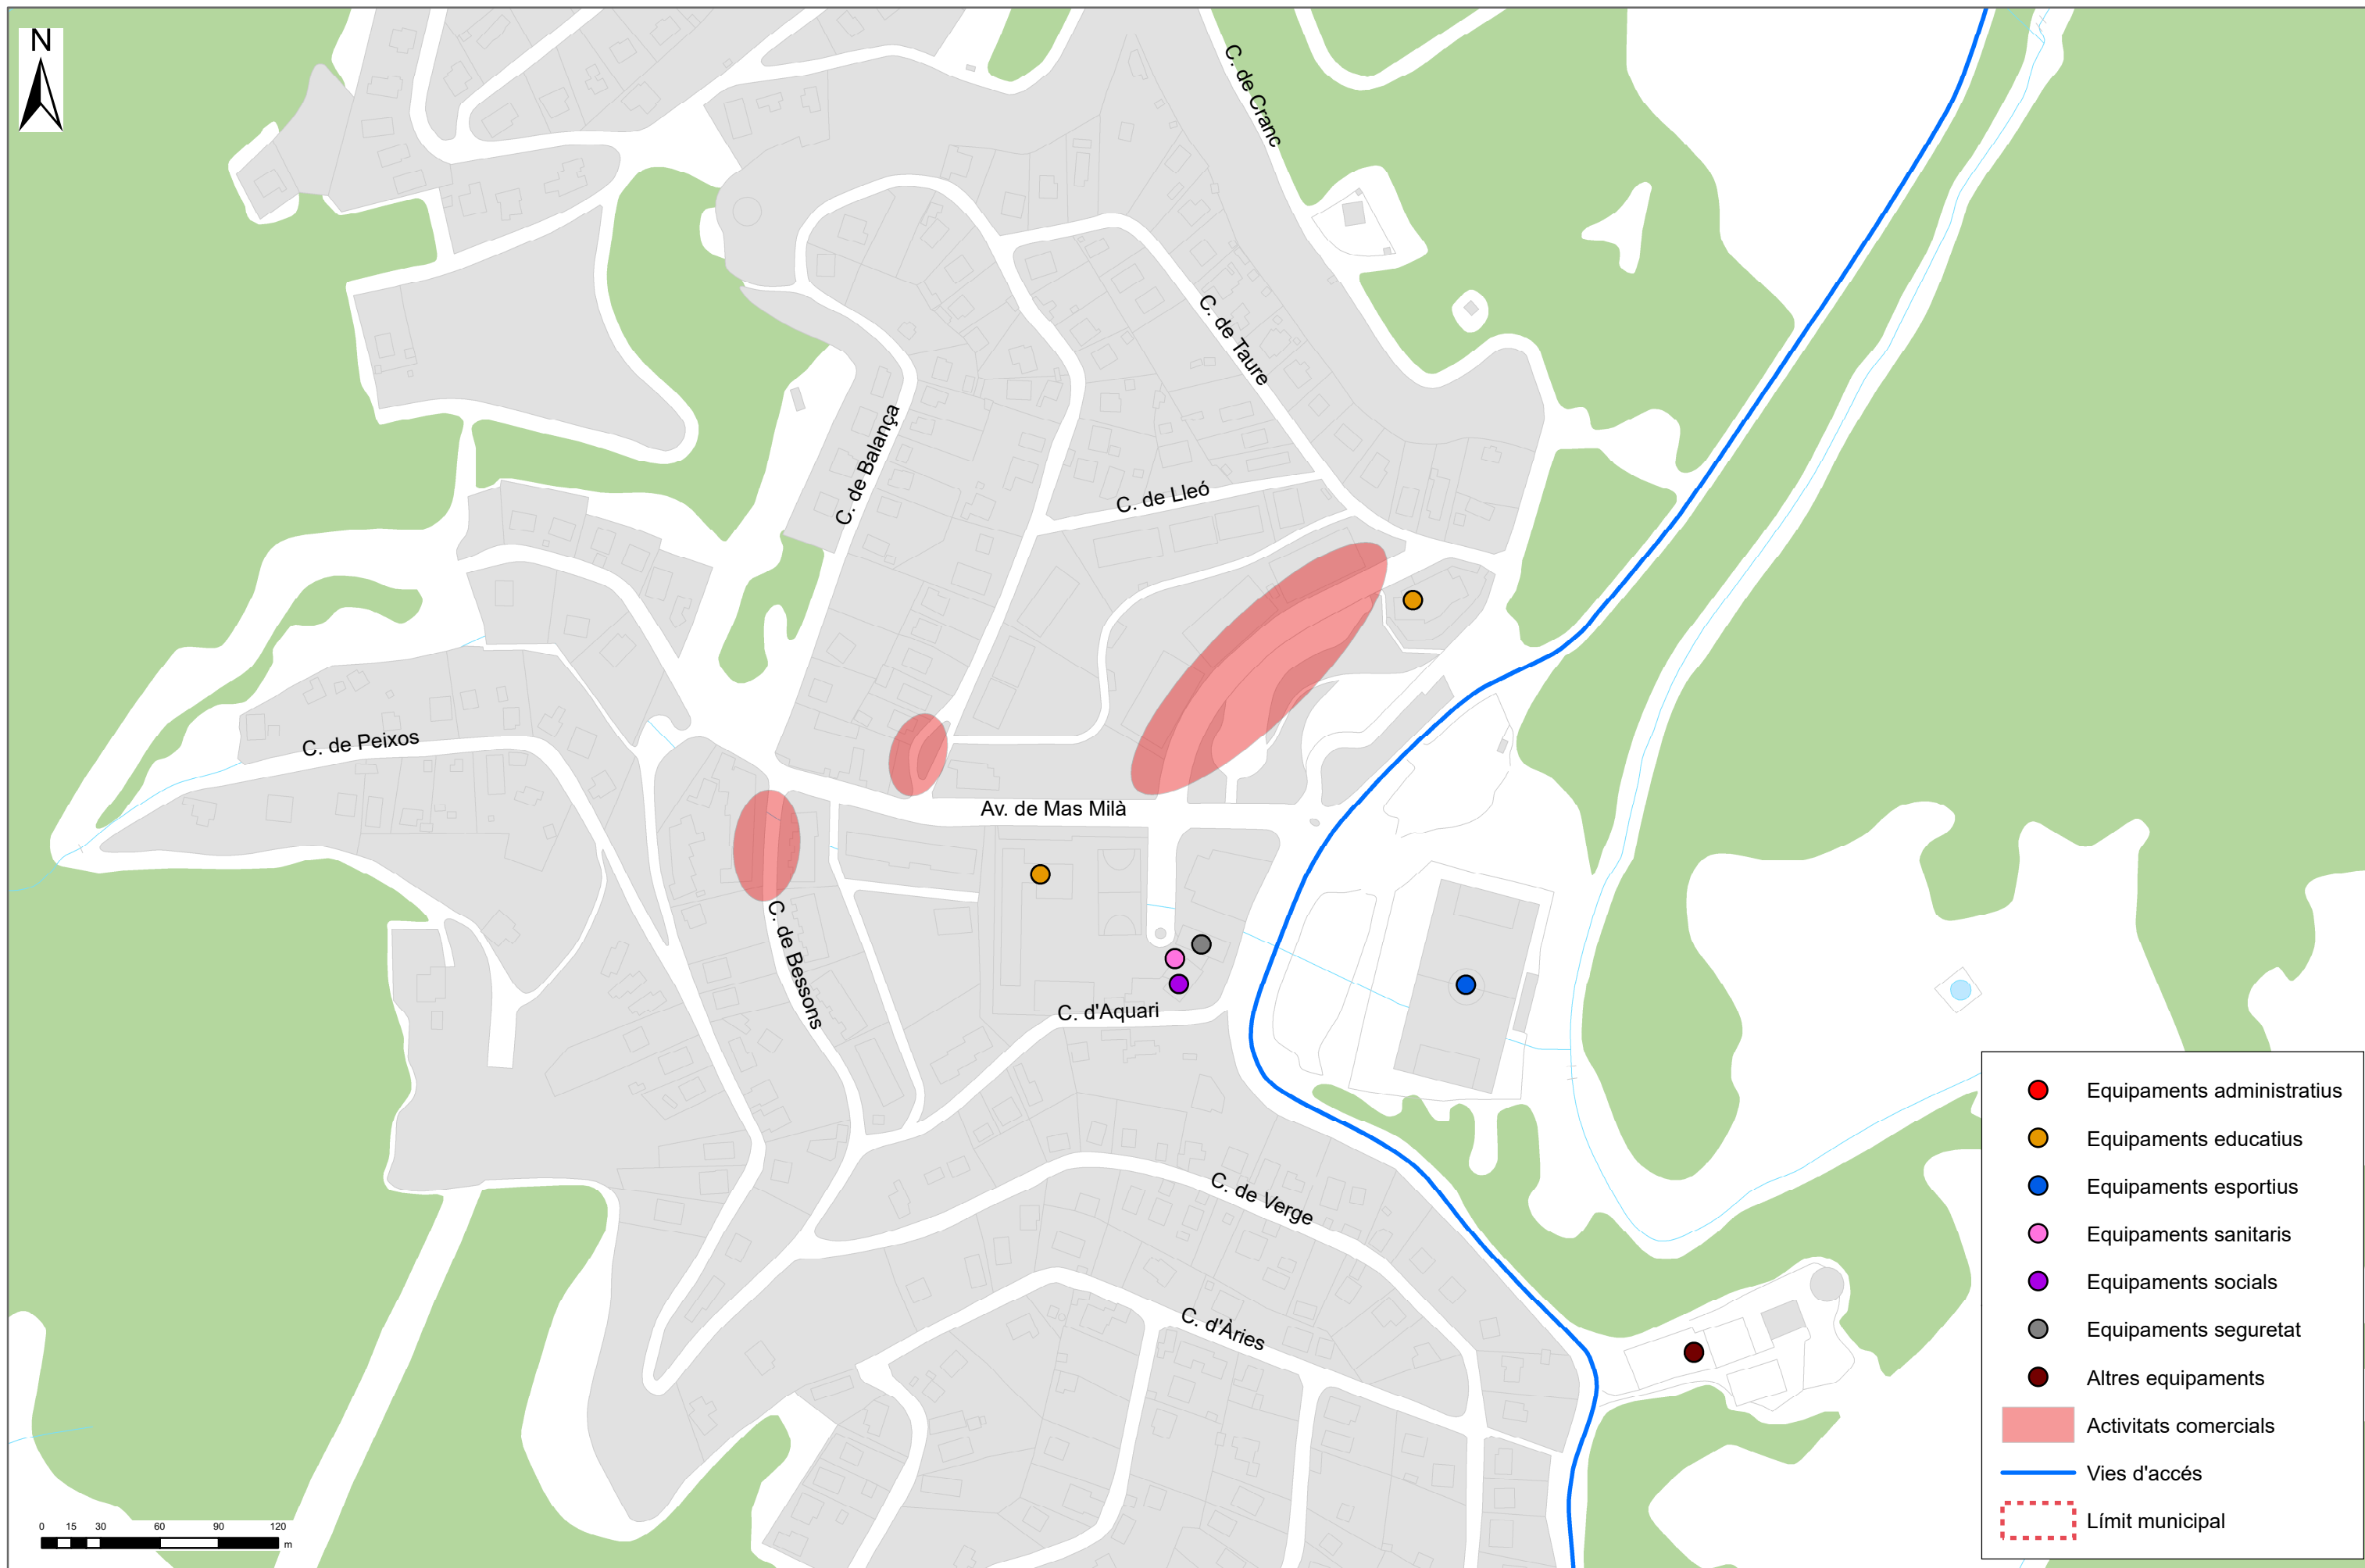 N
C. de Cranc
C. de Taure
C. de Balança
C. de Lleó
C. de Peixos
Av. de Mas Milà
C. de Bessons
C. d'Aquari
C. de Verge
C. d'Àries
Equipaments administratius
Equipaments educatius
Equipaments esportius
Equipaments sanitaris
Equipaments socials
Equipaments seguretat
Altres equipaments
Activitats comercials
Vies d'accés
Límit municipal
0 15 30 60 90 120
m